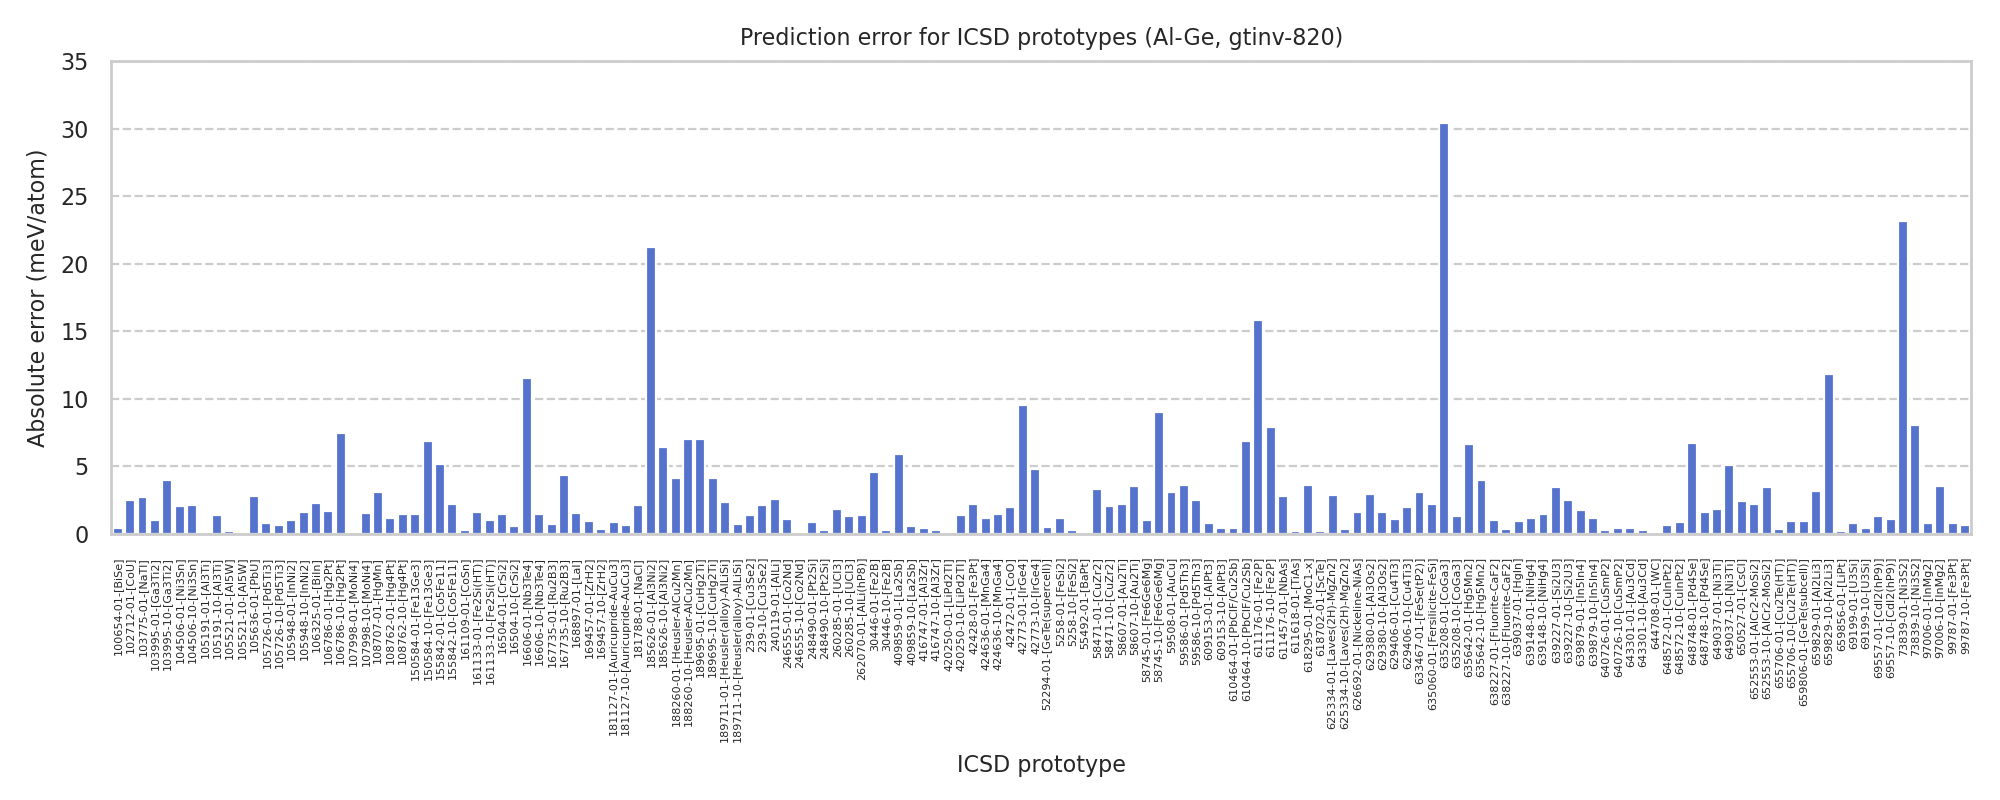 Prediction error for ICSD prototypes (Al-Ge, gtinv-820)
Absolute error (meV/atom)
35
30
25
20
15
10
5
0
100654-01-[BiSe]
102712-01-[CoU]
103775-01-[NaTl]
103995-01-[Ga3Ti2]
103995-10-[Ga3Ti2]
104506-01-[Ni3Sn]
104506-10-[Ni3Sn]
105191-01-[Al3Ti]
105191-10-[Al3Ti]
105521-01-[Al5W]
105521-10-[Al5W]
105636-01-[PbU]
105726-01-[Pd5Ti3]
105726-10-[Pd5Ti3]
105948-01-[InNi2]
105948-10-[InNi2]
106325-01-[BiIn]
106786-01-[Hg2Pt]
106786-10-[Hg2Pt]
107998-01-[MoNi4]
107998-10-[MoNi4]
108707-01-[HgMn]
108762-01-[Hg4Pt]
108762-10-[Hg4Pt]
150584-01-[Fe13Ge3]
150584-10-[Fe13Ge3]
155842-01-[Co5Fe11]
155842-10-[Co5Fe11]
161109-01-[CoSn]
161133-01-[Fe2Si(HT)]
161133-10-[Fe2Si(HT)]
16504-01-[CrSi2]
16504-10-[CrSi2]
16606-01-[Nb3Te4]
16606-10-[Nb3Te4]
167735-01-[Ru2B3]
167735-10-[Ru2B3]
168897-01-[LaI]
169457-01-[ZrH2]
169457-10-[ZrH2]
181127-01-[Auricupride-AuCu3]
181127-10-[Auricupride-AuCu3]
181788-01-[NaCl]
185626-01-[Al3Ni2]
185626-10-[Al3Ni2]
188260-01-[Heusler-AlCu2Mn]
188260-10-[Heusler-AlCu2Mn]
189695-01-[CuHg2Ti]
189695-10-[CuHg2Ti]
189711-01-[Heusler(alloy)-AlLiSi]
189711-10-[Heusler(alloy)-AlLiSi]
239-01-[Cu3Se2]
239-10-[Cu3Se2]
240119-01-[AlLi]
246555-01-[Co2Nd]
246555-10-[Co2Nd]
248490-01-[Pt2Si]
248490-10-[Pt2Si]
260285-01-[UCl3]
260285-10-[UCl3]
262070-01-[AlLi(hP8)]
30446-01-[Fe2B]
30446-10-[Fe2B]
409859-01-[La2Sb]
409859-10-[La2Sb]
416747-01-[Al3Zr]
416747-10-[Al3Zr]
420250-01-[LiPd2Tl]
420250-10-[LiPd2Tl]
42428-01-[Fe3Pt]
424636-01-[MnGa4]
424636-10-[MnGa4]
42472-01-[CoO]
42773-01-[IrGe4]
42773-10-[IrGe4]
52294-01-[GeTe(supercell)]
5258-01-[FeSi2]
5258-10-[FeSi2]
55492-01-[BaPt]
58471-01-[CuZr2]
58471-10-[CuZr2]
58607-01-[Au2Ti]
58607-10-[Au2Ti]
58745-01-[Fe6Ge6Mg]
58745-10-[Fe6Ge6Mg]
59508-01-[AuCu]
59586-01-[Pd5Th3]
59586-10-[Pd5Th3]
609153-01-[AlPt3]
609153-10-[AlPt3]
610464-01-[PbClF/Cu2Sb]
610464-10-[PbClF/Cu2Sb]
611176-01-[Fe2P]
611176-10-[Fe2P]
611457-01-[NbAs]
611618-01-[TiAs]
618295-01-[MoC1-x]
618702-01-[ScTe]
625334-01-[Laves(2H)-MgZn2]
625334-10-[Laves(2H)-MgZn2]
626692-01-[Nickeline-NiAs]
629380-01-[Al3Os2]
629380-10-[Al3Os2]
629406-01-[Cu4Ti3]
629406-10-[Cu4Ti3]
633467-01-[FeSe(tP2)]
635060-01-[Fersilicite-FeSi]
635208-01-[CoGa3]
635208-10-[CoGa3]
635642-01-[Hg5Mn2]
635642-10-[Hg5Mn2]
638227-01-[Fluorite-CaF2]
638227-10-[Fluorite-CaF2]
639037-01-[HgIn]
639148-01-[NiHg4]
639148-10-[NiHg4]
639227-01-[Si2U3]
639227-10-[Si2U3]
639879-01-[In5In4]
639879-10-[In5In4]
640726-01-[CuSmP2]
640726-10-[CuSmP2]
643301-01-[Au3Cd]
643301-10-[Au3Cd]
644708-01-[WC]
648572-01-[CuInPt2]
648572-10-[CuInPt2]
648748-01-[Pd4Se]
648748-10-[Pd4Se]
649037-01-[Ni3Ti]
649037-10-[Ni3Ti]
650527-01-[CsCl]
652553-01-[AlCr2-MoSi2]
652553-10-[AlCr2-MoSi2]
655706-01-[Cu2Te(HT)]
655706-10-[Cu2Te(HT)]
659806-01-[GeTe(subcell)]
659829-01-[Al2Li3]
659829-10-[Al2Li3]
659856-01-[LiPt]
69199-01-[U3Si]
69199-10-[U3Si]
69557-01-[CdI2(hP9)]
69557-10-[CdI2(hP9)]
73839-01-[Ni3S2]
73839-10-[Ni3S2]
97006-01-[InMg2]
97006-10-[InMg2]
99787-01-[Fe3Pt]
99787-10-[Fe3Pt]
ICSD prototype